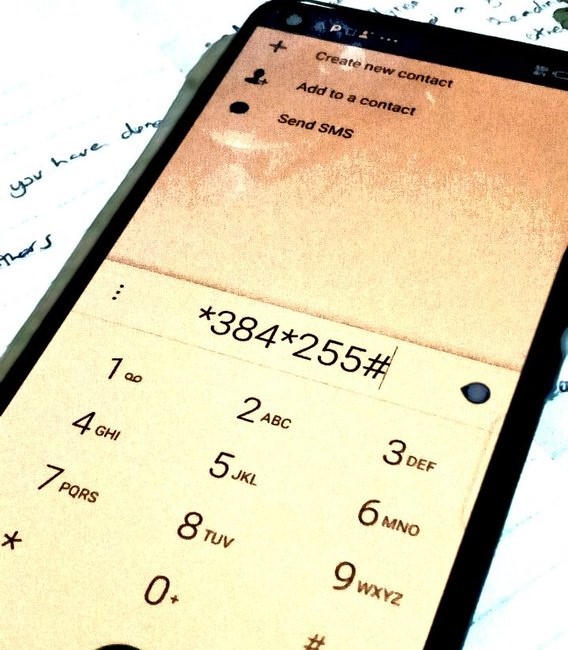 P
Create new contact
Add to a contact
Send SMS
you have done
*384*255#
1
2 ABC
3 DEF
4 GHI
5 JKL
6 MNO
7 PQRS
8 TUV
9 WXYZ
*
0 +
#